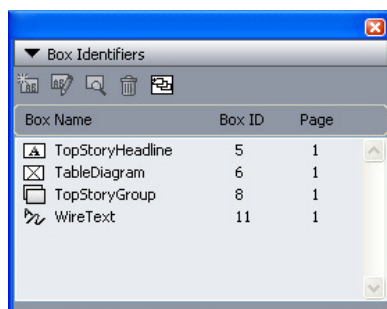 Box Identifiers
Box Name Box ID Page
TopStoryHeadline 5 1
TableDiagram 6 1
TopStoryGroup 8 1
WireText 11 1